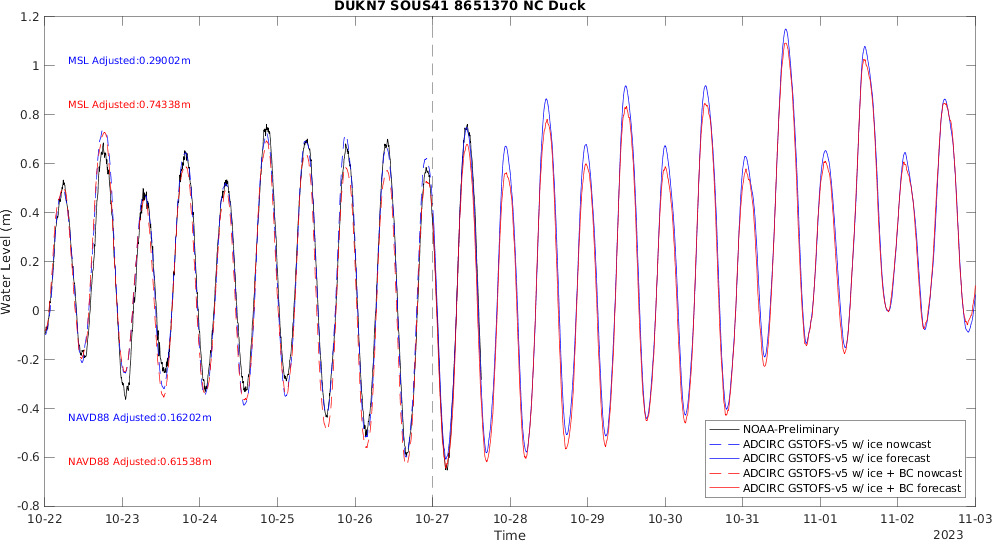 DUKN7 SOUS41 8651370 NC Duck
1.2
1
0.8
0.6
0.4
0.2
0
-0.2
-0.4
-0.6
-0.8
Water Level (m)
MSL Adjusted:0.29002m
MSL Adjusted:0.74338m
NAVD88 Adjusted:0.16202m
NAVD88 Adjusted:0.61538m
NOAA-Preliminary
ADCIRC GSTOFS-v5 w/ ice nowcast
ADCIRC GSTOFS-v5 w/ ice forecast
ADCIRC GSTOFS-v5 w/ ice + BC nowcast
ADCIRC GSTOFS-v5 w/ ice + BC forecast
10-22 10-23 10-24 10-25 10-26 10-27 10-28 10-29 10-30 10-31 11-01 11-02 11-03
Time
2023